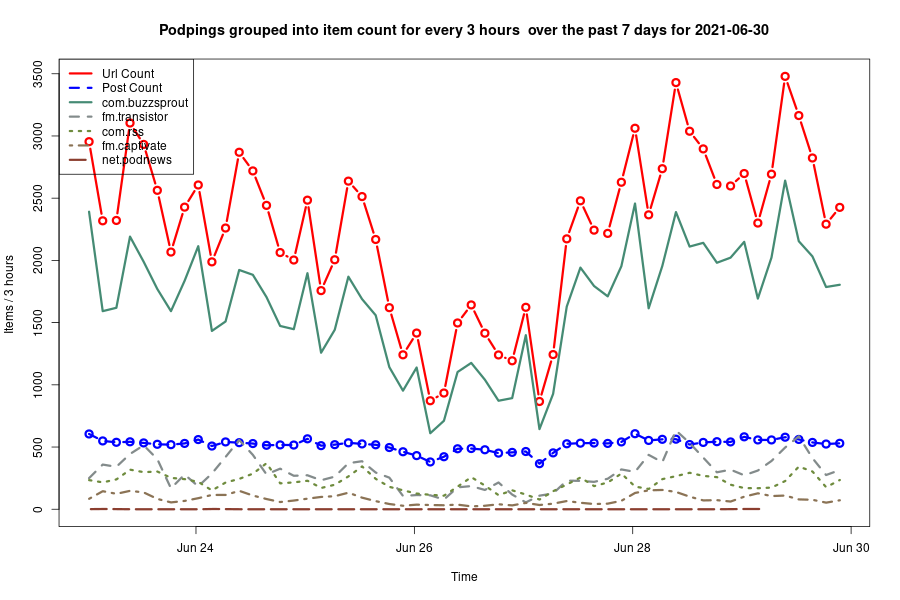 Podpings grouped into item count for every 3 hours  over the past 7 days for 2021-06-30
Items / 3 hours
3500
3000
2500
2000
1500
1000
500
0
Url Count
Post Count
com.buzzsprout
fm.transistor
com.rss
fm.captivate
net.podnews
Jun 24
Jun 26
Jun 28
Jun 30
Time